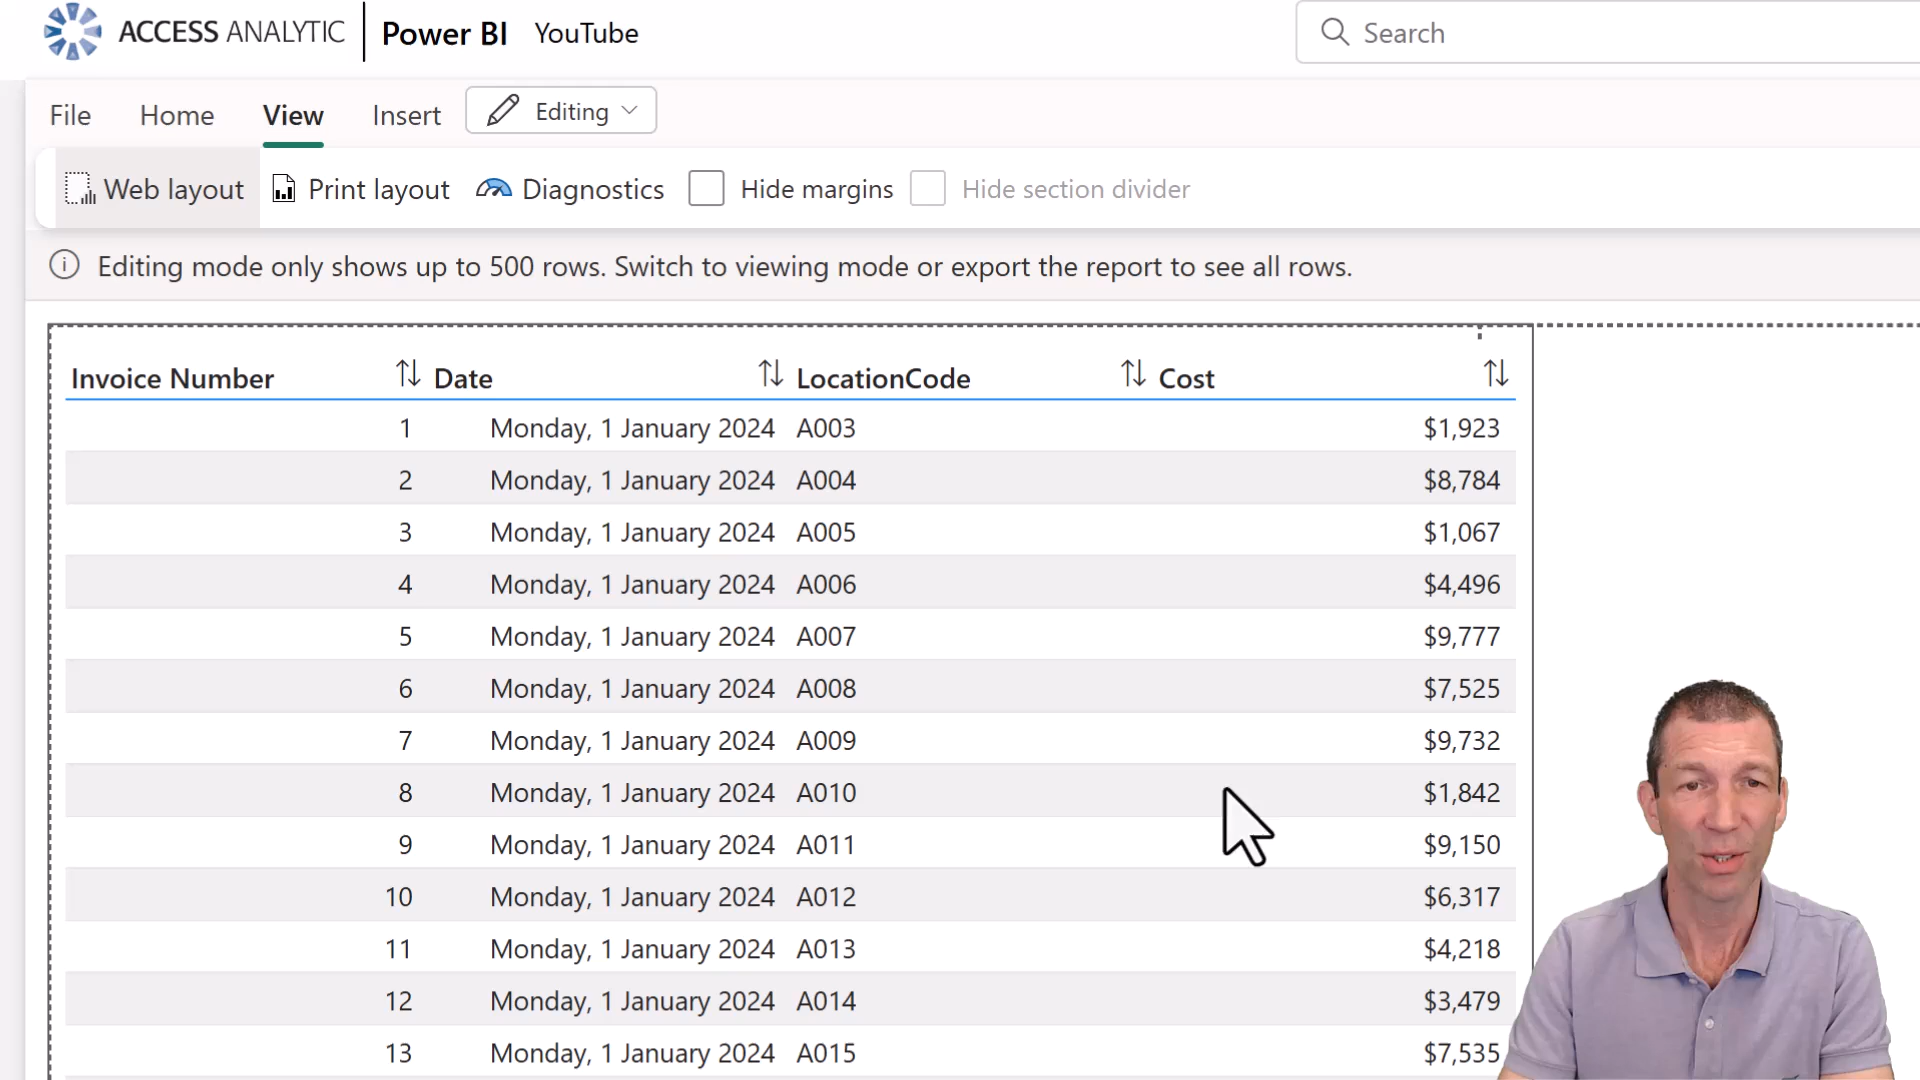 ACCESS ANALYTIC Power BI YouTube Search
File Home View Insert Editing
Web layout Print layout Diagnostics Hide margins Hide section divider
Editing mode only shows up to 500 rows. Switch to viewing mode or export the report to see all rows.
Invoice Number Date LocationCode Cost
1 Monday, 1 January 2024 A003 $1,923
2 Monday, 1 January 2024 A004 $8,784
3 Monday, 1 January 2024 A005 $1,067
4 Monday, 1 January 2024 A006 $4,496
5 Monday, 1 January 2024 A007 $9,777
6 Monday, 1 January 2024 A008 $7,525
7 Monday, 1 January 2024 A009 $9,732
8 Monday, 1 January 2024 A010 $1,842
9 Monday, 1 January 2024 A011 $9,150
10 Monday, 1 January 2024 A012 $6,317
11 Monday, 1 January 2024 A013 $4,218
12 Monday, 1 January 2024 A014 $3,479
13 Monday, 1 January 2024 A015 $7,535